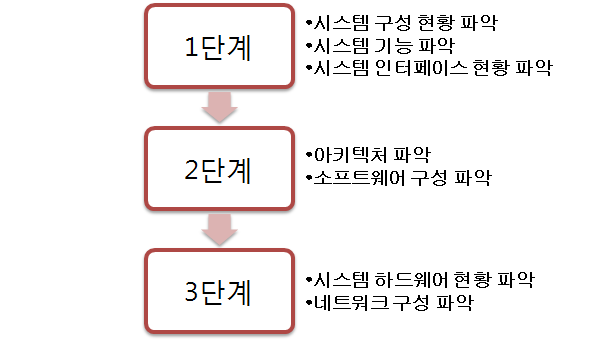 1단계
•시스템 구성 현황 파악
•시스템 기능 파악
•시스템 인터페이스 현황 파악
2단계
•아키텍처 파악
•소프트웨어 구성 파악
3단계
•시스템 하드웨어 현황 파악
•네트워크 구성 파악